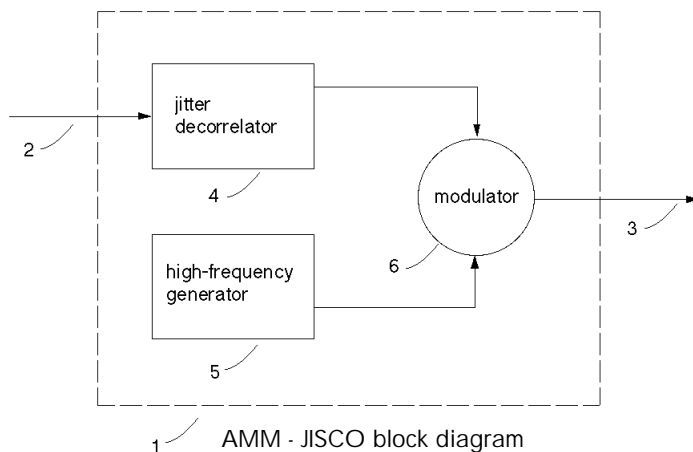 jitter
decorrelator
2
4
modulator
3
6
high-frequency
generator
5
1
AMM - JISCO block diagram